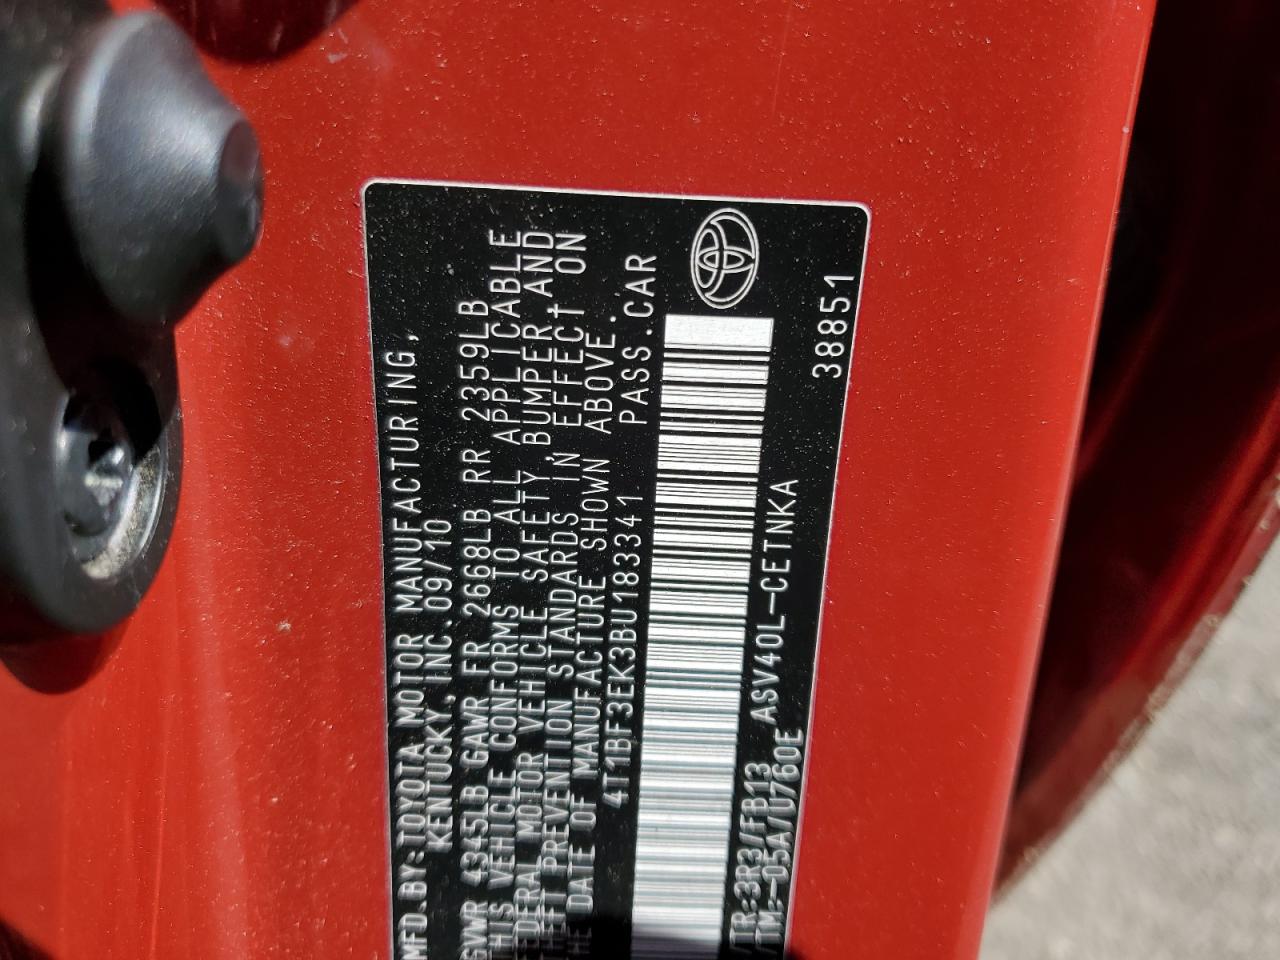 MFD.BY:TOYOTA MOTOR MANUFACTURING,
KENTUCKY, INC.09/10
GVWR 4345LB GAWR FR 2668LB RR 2359LB
THIS VEHICLE CONFORMS TO ALL APPLICABLE
FEDERAL MOTOR VEHICLE SAFETY, BUMPER, AND
THEFT PREVENTION STANDARDS IN EFFECT ON
THE DATE OF MANUFACTURE SHOWN ABOVE.
4T1BF3EK3BU183341 PASS.CAR
/TR:3R3/FB13 ASV40L-CETNKA
TM:-05A/U760E 38851